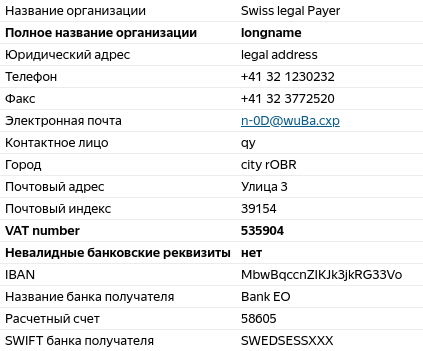 Название организации Swiss legal Payer
Полное название организации longname
Юридический адрес legal address
Телефон +41 32 1230232
Факс +41 32 3772520
Электронная почта n-0D@wuBa.cxp
Контактное лицо qy
Город city rOBR
Почтовый адрес Улица 3
Почтовый индекс 39154
VAT number 535904
Невалидные банковские реквизиты нет
IBAN MbwBqccnZIKJk3jkRG33Vo
Название банка получателя Bank EO
Расчетный счет 58605
SWIFT банка получателя SWEDSESSXXX